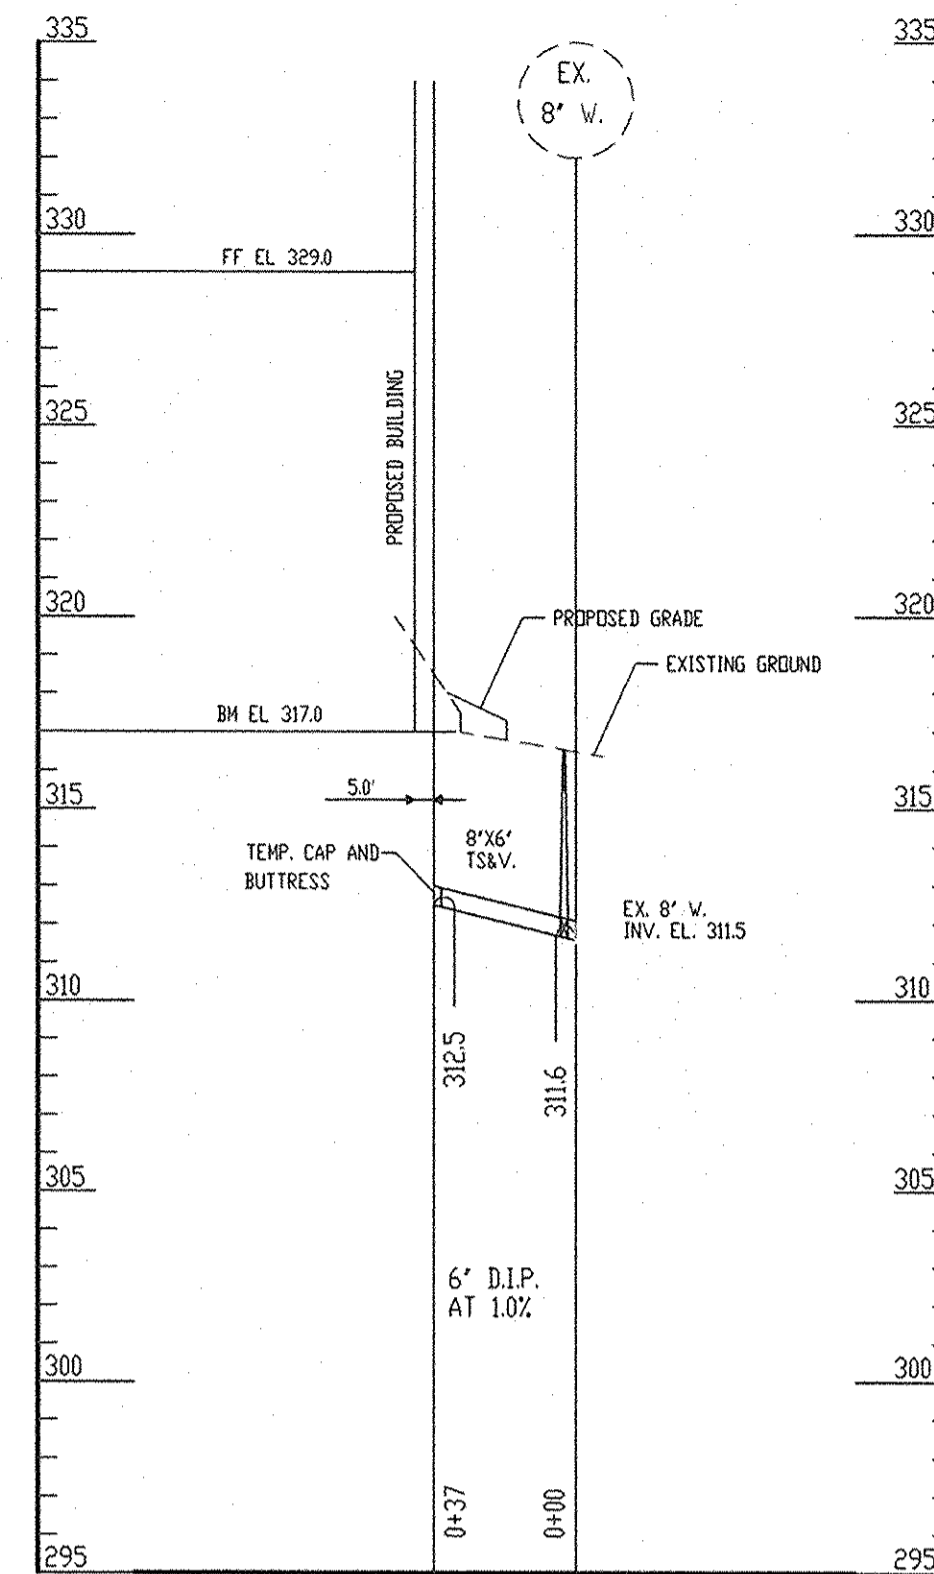 335
335
EX.
8" W.
330
330
FF EL 329.0
PROPOSED BUILDING
325
325
320
320
PROPOSED GRADE
EXISTING GROUND
BM EL 317.0
315
315
5.0'
8"X6"
TS&V.
TEMP. CAP AND
BUTTRESS
EX. 8" W.
INV. EL. 311.5
310
310
312.5
311.6
305
305
6" D.I.P.
AT 1.0%
300
300
0+37
0+00
295
295